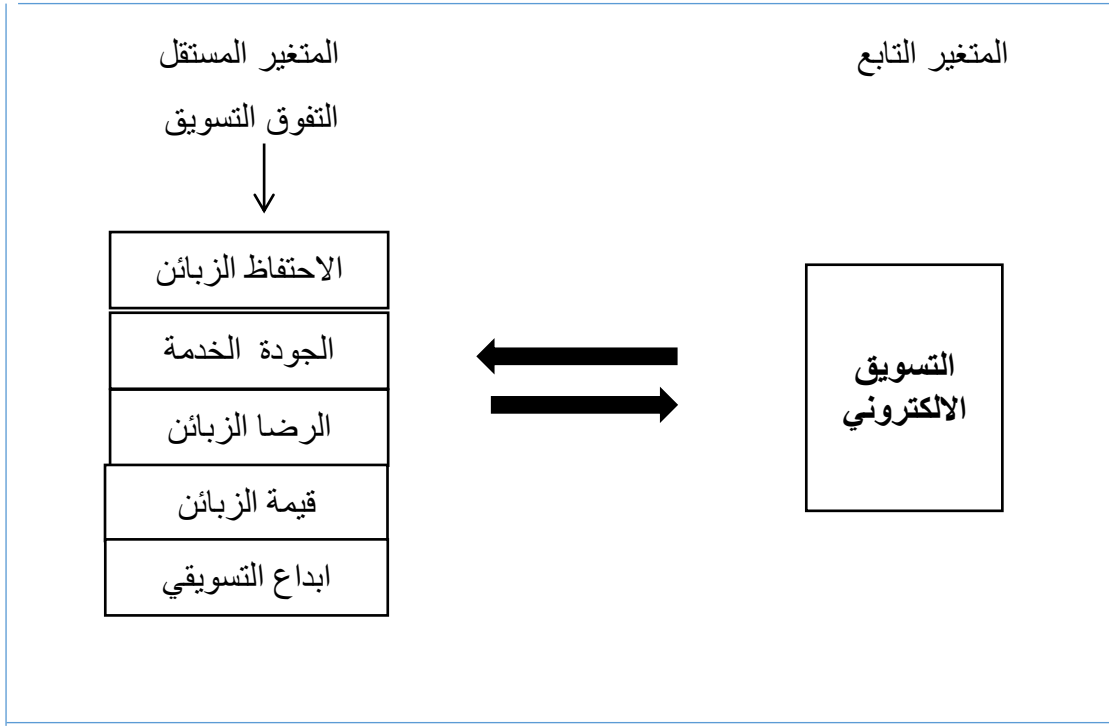 المتغير التابع
المتغير المستقل
التفوق التسويق
الاحتفاظ الزبائن
الجودة الخدمة
الرضا الزبائن
قيمة الزبائن
ابداع التسويقي
التسويق
الالكتروني